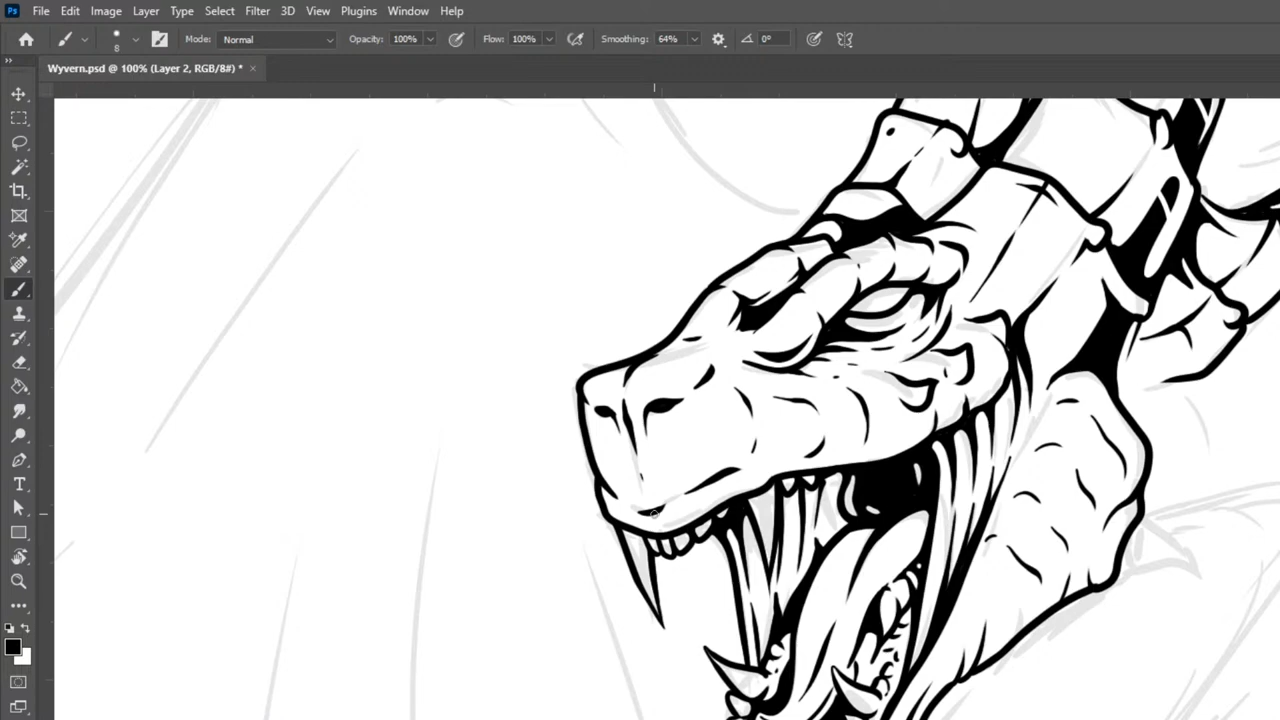 Ps File Edit Image Layer Type Select Filter 3D View Plugins Window Help
8 Mode: Normal Opacity: 100% Flow: 100% Smoothing: 64% 0°
Wyvern.psd @ 100% (Layer 2, RGB/8#) * ×